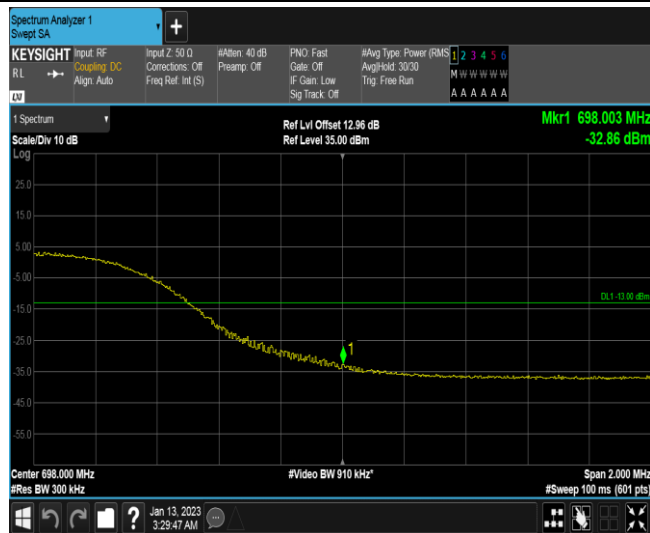 Spectrum Analyzer 1
Swept SA
+
KEYSIGHT
RL
LXI
Input: RF
Coupling: DC
Align: Auto
Input Z: 50 Ω
Corrections: Off
Freq Ref: Int (S)
#Atten: 40 dB
Preamp: Off
PNO: Fast
Gate: Off
IF Gain: Low
Sig Track: Off
#Avg Type: Power (RMS
Avg|Hold: 30/30
Trig: Free Run
1 2 3 4 5 6
M W W W W W
A A A A A A
1 Spectrum
Scale/Div 10 dB
Log
Ref Lvl Offset 12.96 dB
Ref Level 35.00 dBm
Mkr1 698.003 MHz
-32.86 dBm
25.0
15.0
5.00
-5.00
-15.0
-25.0
-35.0
-45.0
-55.0
DL1 -13.00 dBm
1
Center 698.000 MHz
#Res BW 300 kHz
#Video BW 910 kHz*
Span 2.000 MHz
#Sweep 100 ms (601 pts)
?
Jan 13, 2023
3:29:47 AM